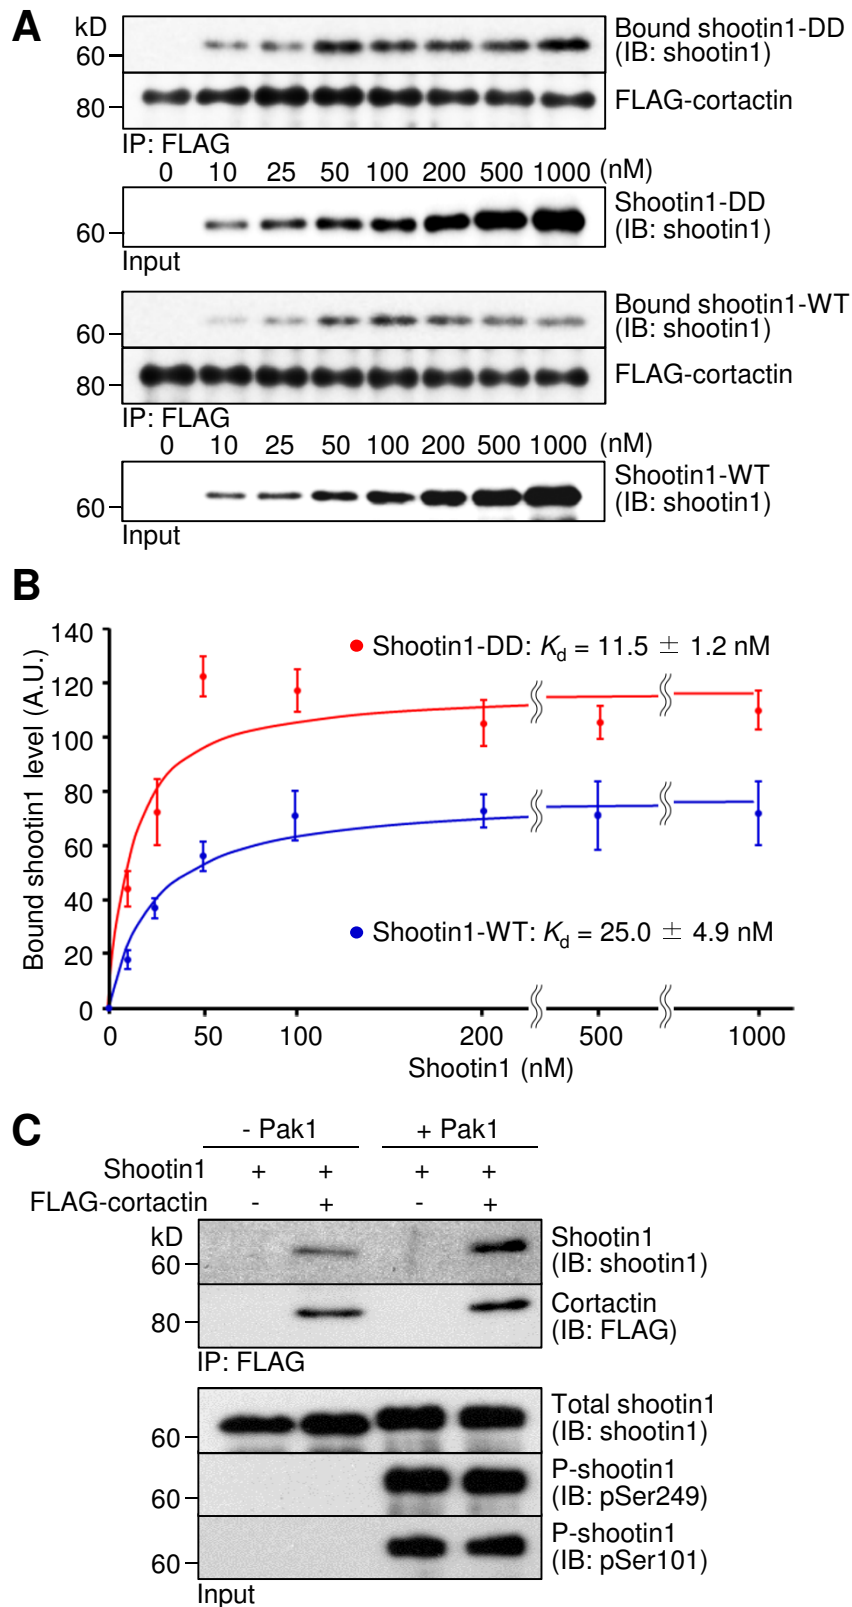 A
kD
60
Bound shootin1-DD
(IB: shootin1)
80
FLAG-cortactin
IP: FLAG
0 10 25 50 100 200 500 1000 (nM)
60
Shootin1-DD
(IB: shootin1)
Input
60
Bound shootin1-WT
(IB: shootin1)
80
FLAG-cortactin
IP: FLAG
0 10 25 50 100 200 500 1000 (nM)
60
Shootin1-WT
(IB: shootin1)
Input
B
Bound shootin1 level (A.U.)
140
120
100
80
60
40
20
0
Shootin1-DD: Kd = 11.5 ± 1.2 nM
Shootin1-WT: Kd = 25.0 ± 4.9 nM
0 50 100 200 500 1000
Shootin1 (nM)
C
- Pak1 + Pak1
Shootin1 + + + +
FLAG-cortactin - + - +
kD
60
Shootin1
(IB: shootin1)
80
Cortactin
(IB: FLAG)
IP: FLAG
60
Total shootin1
(IB: shootin1)
60
P-shootin1
(IB: pSer249)
60
P-shootin1
(IB: pSer101)
Input